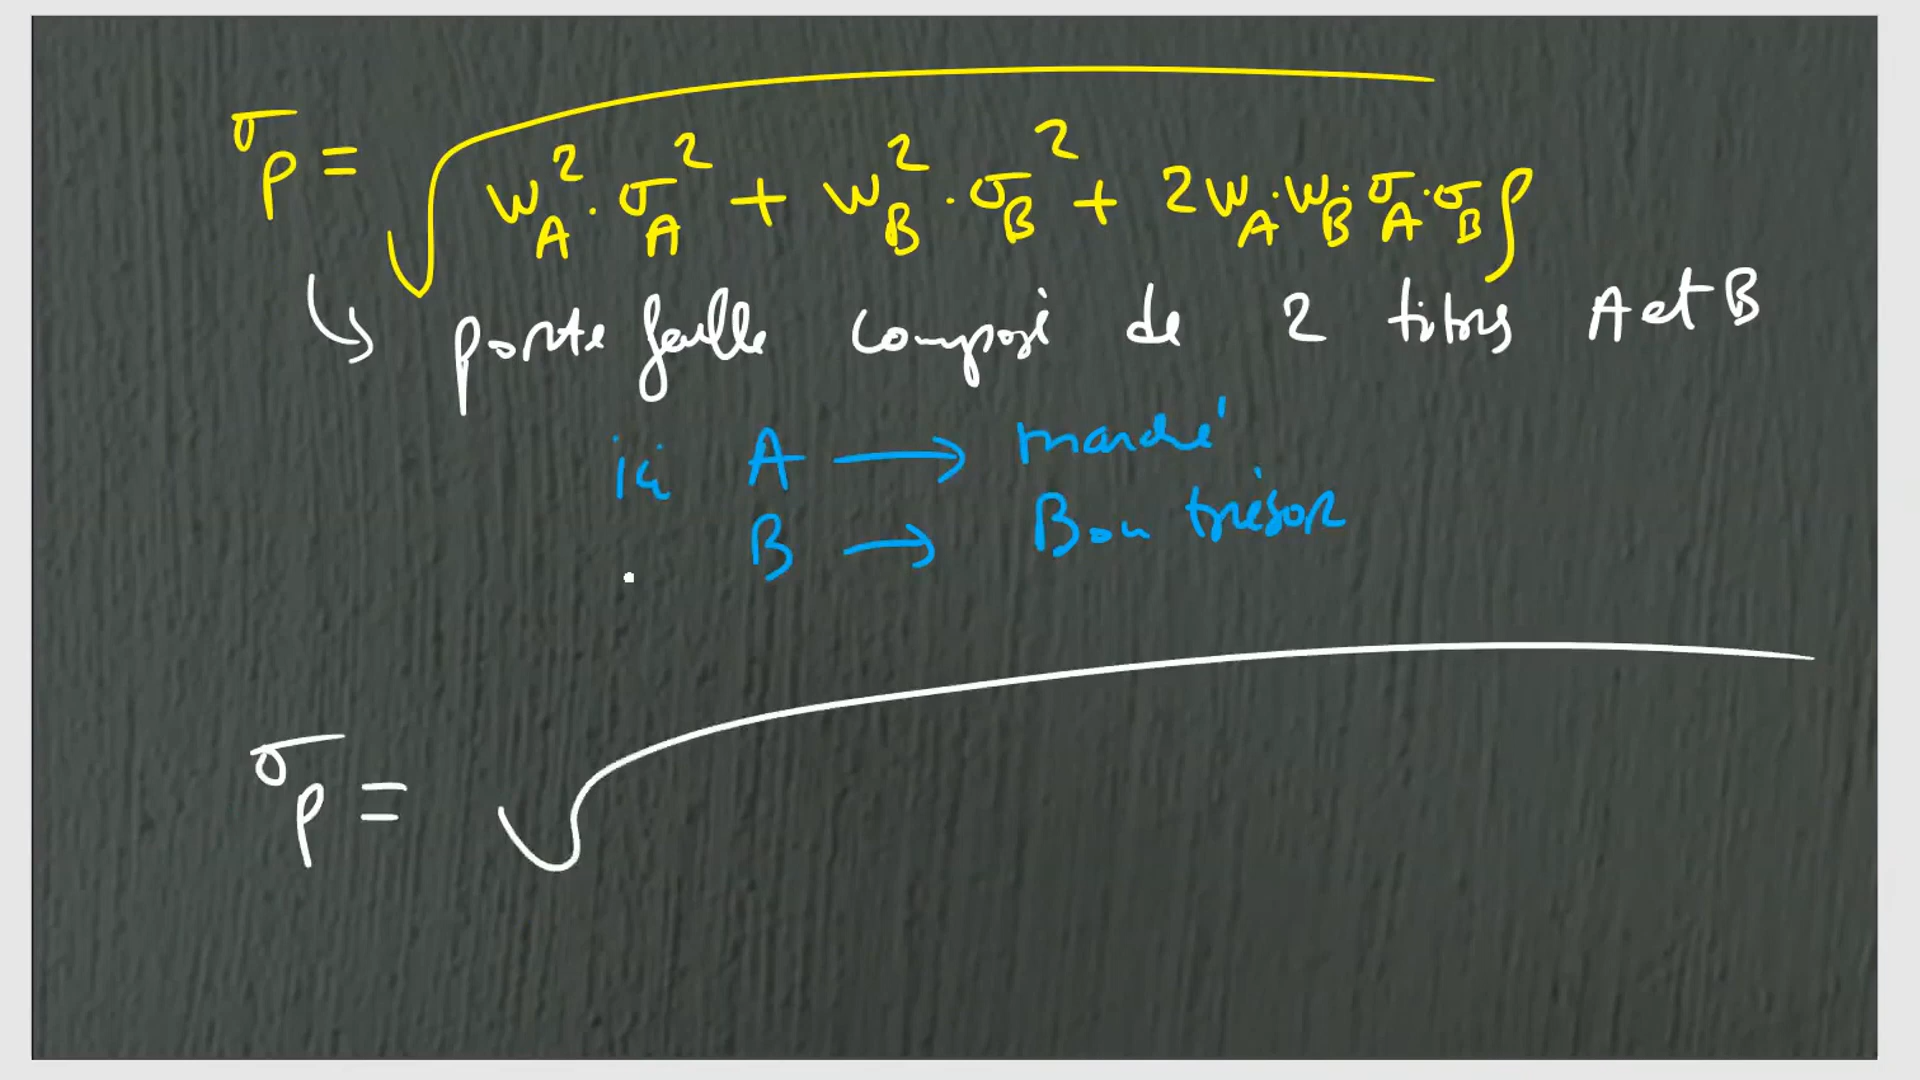 σp = √ wA² · σA² + wB² · σB² + 2wA · wB · σA · σB ρ
↳ portefeuille composé de 2 titres A et B
ici A → marché
B → Bon trésor
σp = √